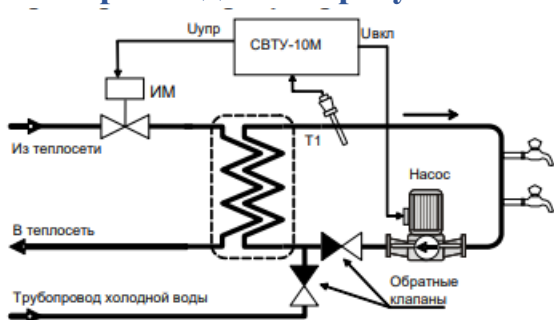 Uупр
СВТУ-10М
Uвкл
ИМ
Из теплосети
T1
Насос
В теплосеть
Обратные
клапаны
Трубопровод холодной воды